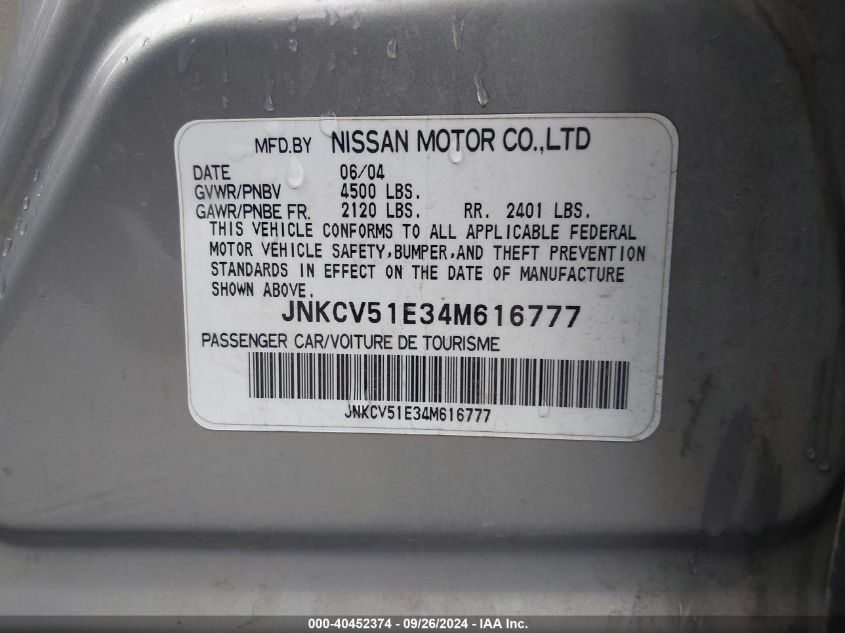 MFD.BY NISSAN MOTOR CO.,LTD
DATE 06/04
GVWR/PNBV 4500 LBS.
GAWR/PNBE FR. 2120 LBS. RR. 2401 LBS.
THIS VEHICLE CONFORMS TO ALL APPLICABLE FEDERAL
MOTOR VEHICLE SAFETY,BUMPER,AND THEFT PREVENTION
STANDARDS IN EFFECT ON THE DATE OF MANUFACTURE
SHOWN ABOVE.
JNKCV51E34M616777
PASSENGER CAR/VOITURE DE TOURISME
JNKCV51E34M616777
000-40452374 - 09/26/2024 - IAA Inc.